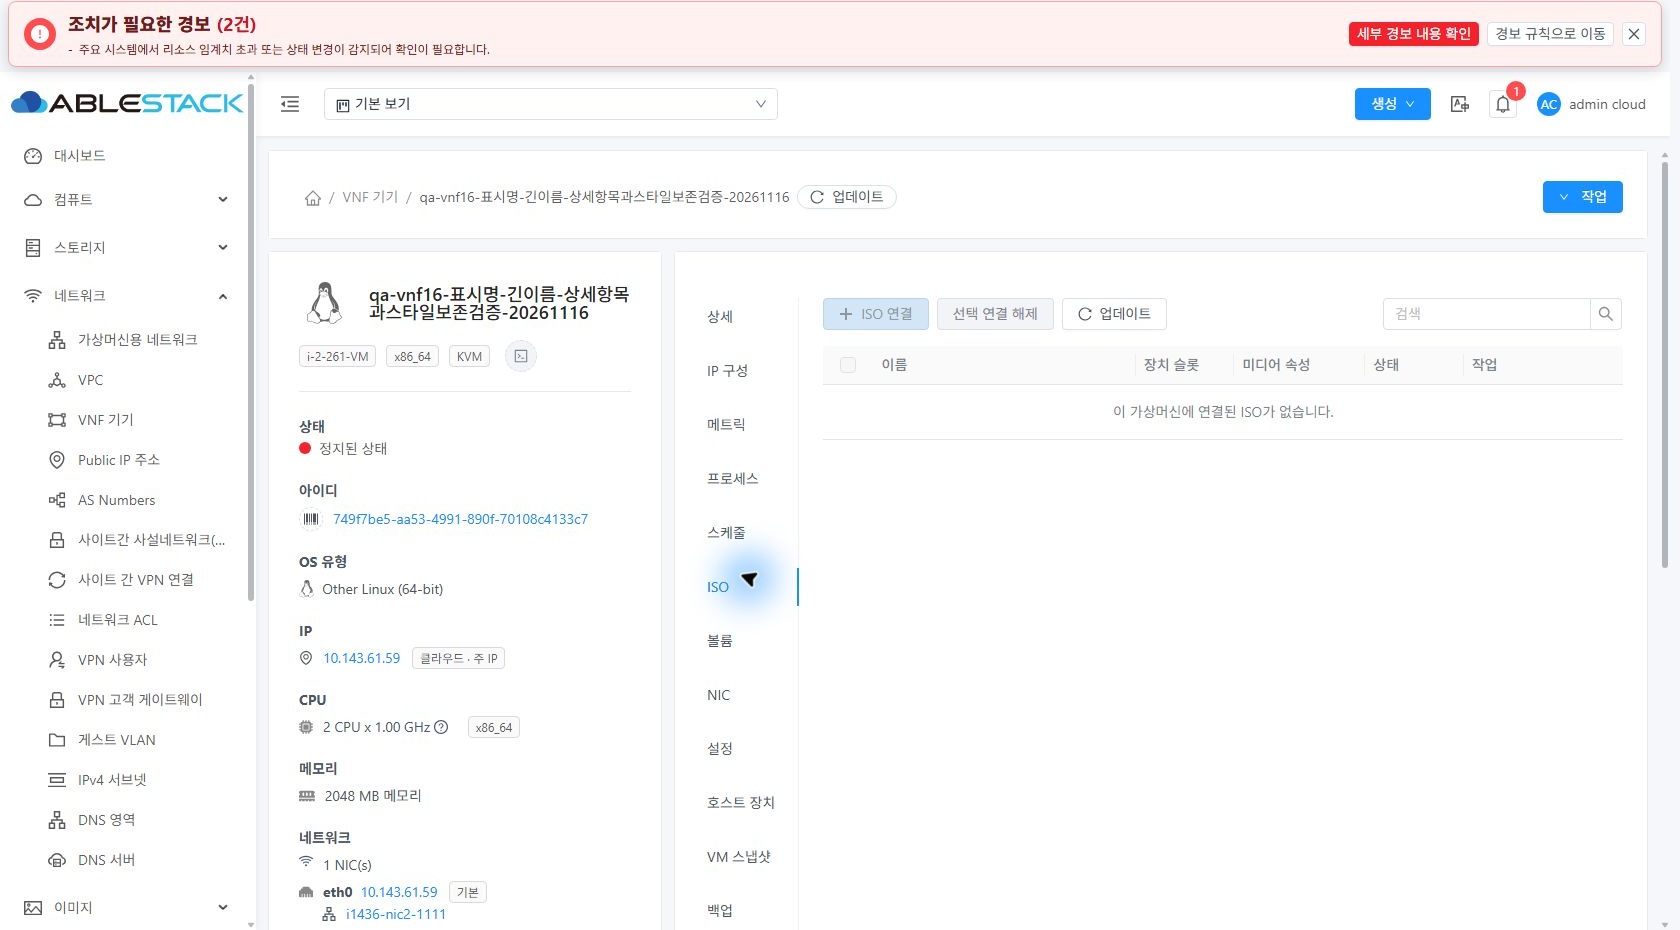 조치가 필요한 경보 (2건)
- 주요 시스템에서 리소스 임계치 초과 또는 상태 변경이 감지되어 확인이 필요합니다.
세부 경보 내용 확인
경보 규칙으로 이동
ABLESTACK
기본 보기
생성
1
AC
admin cloud
대시보드
컴퓨트
스토리지
네트워크
가상머신용 네트워크
VPC
VNF 기기
Public IP 주소
AS Numbers
사이트간 사설네트워크(...
사이트 간 VPN 연결
네트워크 ACL
VPN 사용자
VPN 고객 게이트웨이
게스트 VLAN
IPv4 서브넷
DNS 영역
DNS 서버
이미지
/ VNF 기기 / qa-vnf16-표시명-긴이름-상세항목과스타일보존검증-20261116
업데이트
작업
qa-vnf16-표시명-긴이름-상세항목
과스타일보존검증-20261116
i-2-261-VM
x86_64
KVM
상태
정지된 상태
아이디
749f7be5-aa53-4991-890f-70108c4133c7
OS 유형
Other Linux (64-bit)
IP
10.143.61.59
클라우드 · 주 IP
CPU
2 CPU x 1.00 GHz
x86_64
메모리
2048 MB 메모리
네트워크
1 NIC(s)
eth0 10.143.61.59 기본
i1436-nic2-1111
상세
IP 구성
메트릭
프로세스
스케줄
ISO
볼륨
NIC
설정
호스트 장치
VM 스냅샷
백업
ISO 연결
선택 연결 해제
업데이트
검색
이름
장치 슬롯
미디어 속성
상태
작업
이 가상머신에 연결된 ISO가 없습니다.